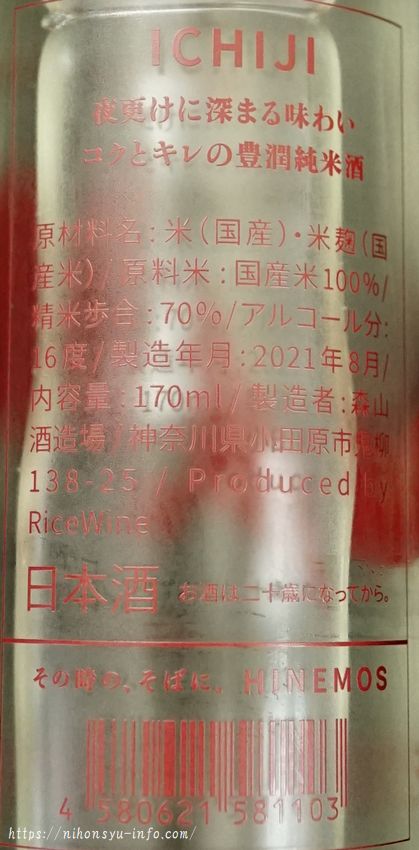 ICHIJI
夜更けに深まる味わい
コクとキレの豊潤純米酒
原材料名:米(国産)・米麹(国
産米)/原料米:国産米100%/
精米歩合:70%/アルコール分:
16度/製造年月:2021年8月/
内容量:170ml/製造者:森山
酒造場/神奈川県小田原市鬼柳
138-25 / Produced by
RiceWine
日本酒 お酒は二十歳になってから。
その時の、そばに。 HINEMOS
4 580621 581103
https://nihonsyu-info.com/